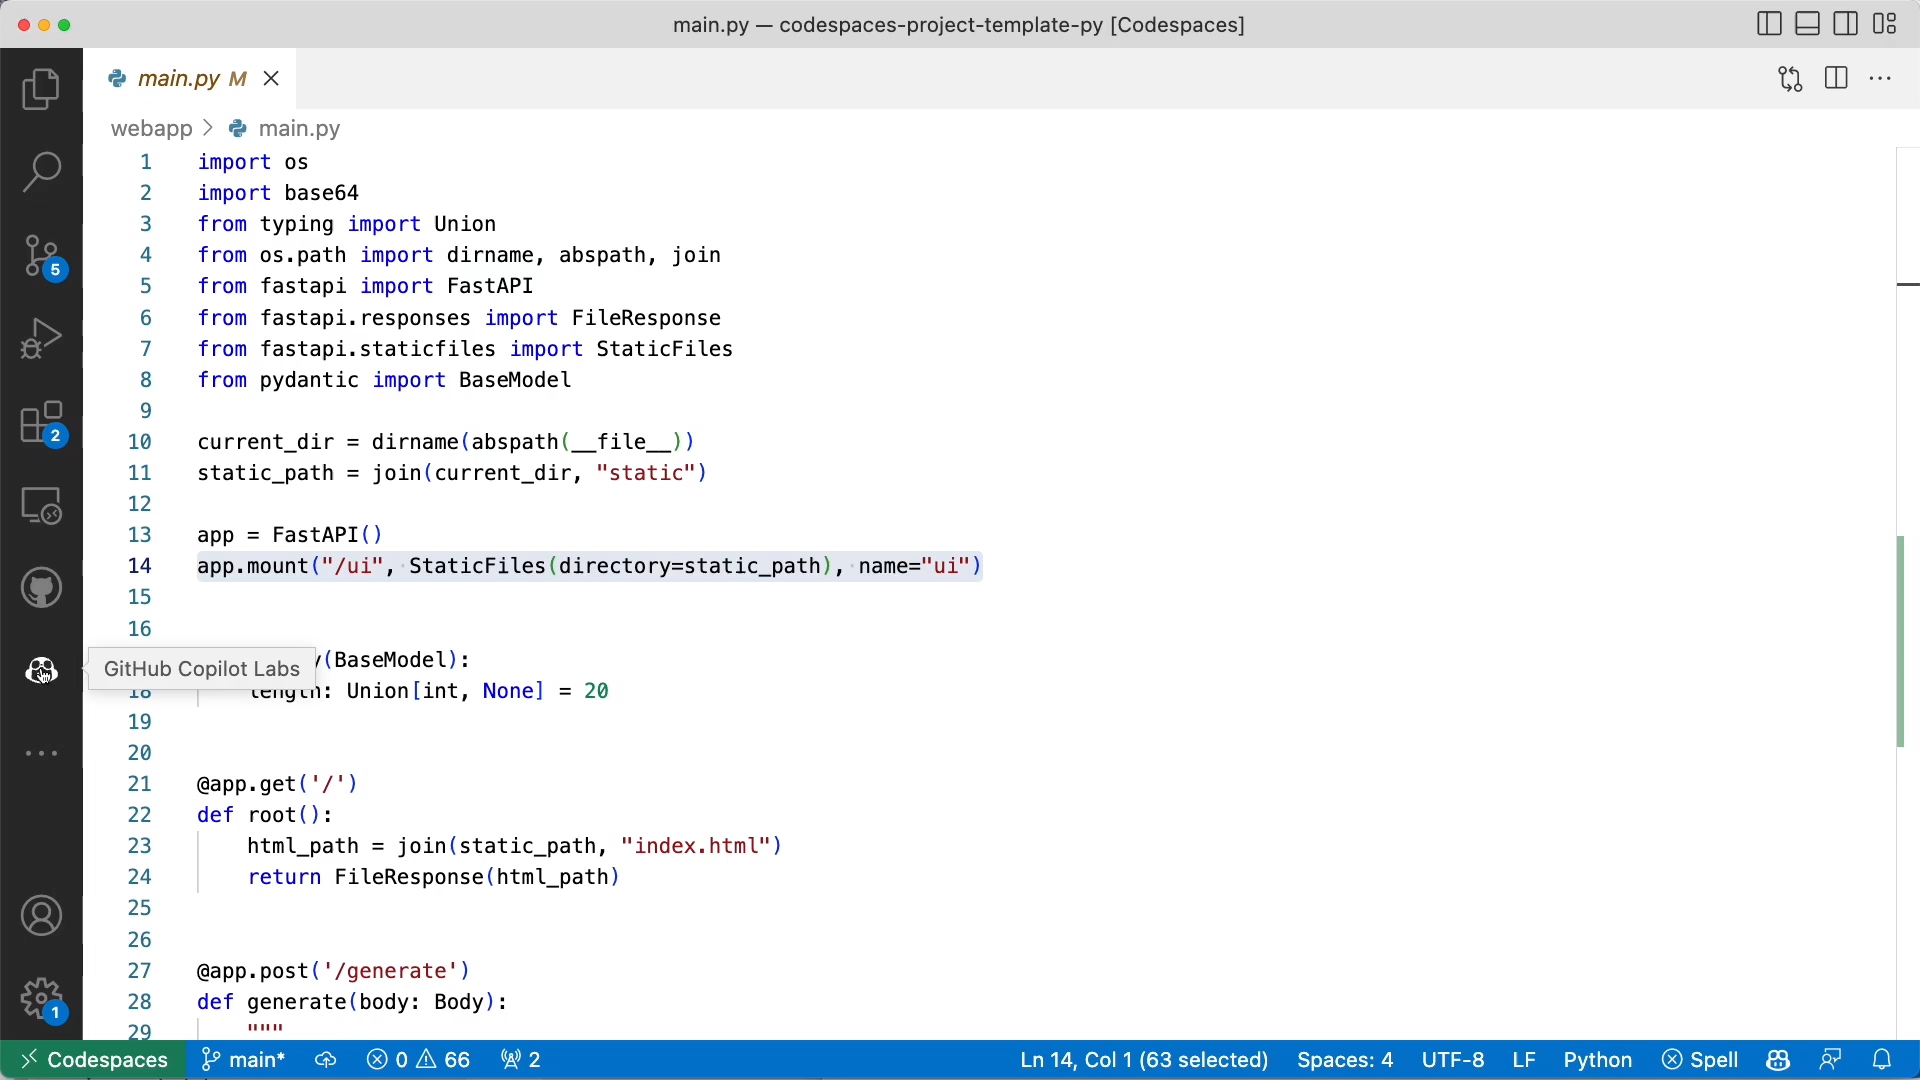 main.py — codespaces-project-template-py [Codespaces]
main.py M
webapp > main.py
1 import os
2 import base64
3 from typing import Union
4 from os.path import dirname, abspath, join
5 from fastapi import FastAPI
6 from fastapi.responses import FileResponse
7 from fastapi.staticfiles import StaticFiles
8 from pydantic import BaseModel
9
10 current_dir = dirname(abspath(__file__))
11 static_path = join(current_dir, "static")
12
13 app = FastAPI()
14 app.mount("/ui", StaticFiles(directory=static_path), name="ui")
15
16
y(BaseModel):
GitHub Copilot Labs
18 length: Union[int, None] = 20
19
20
21 @app.get('/')
22 def root():
23 html_path = join(static_path, "index.html")
24 return FileResponse(html_path)
25
26
27 @app.post('/generate')
28 def generate(body: Body):
29 """
5
2
1
Codespaces main* 0 66 2 Ln 14, Col 1 (63 selected) Spaces: 4 UTF-8 LF Python Spell